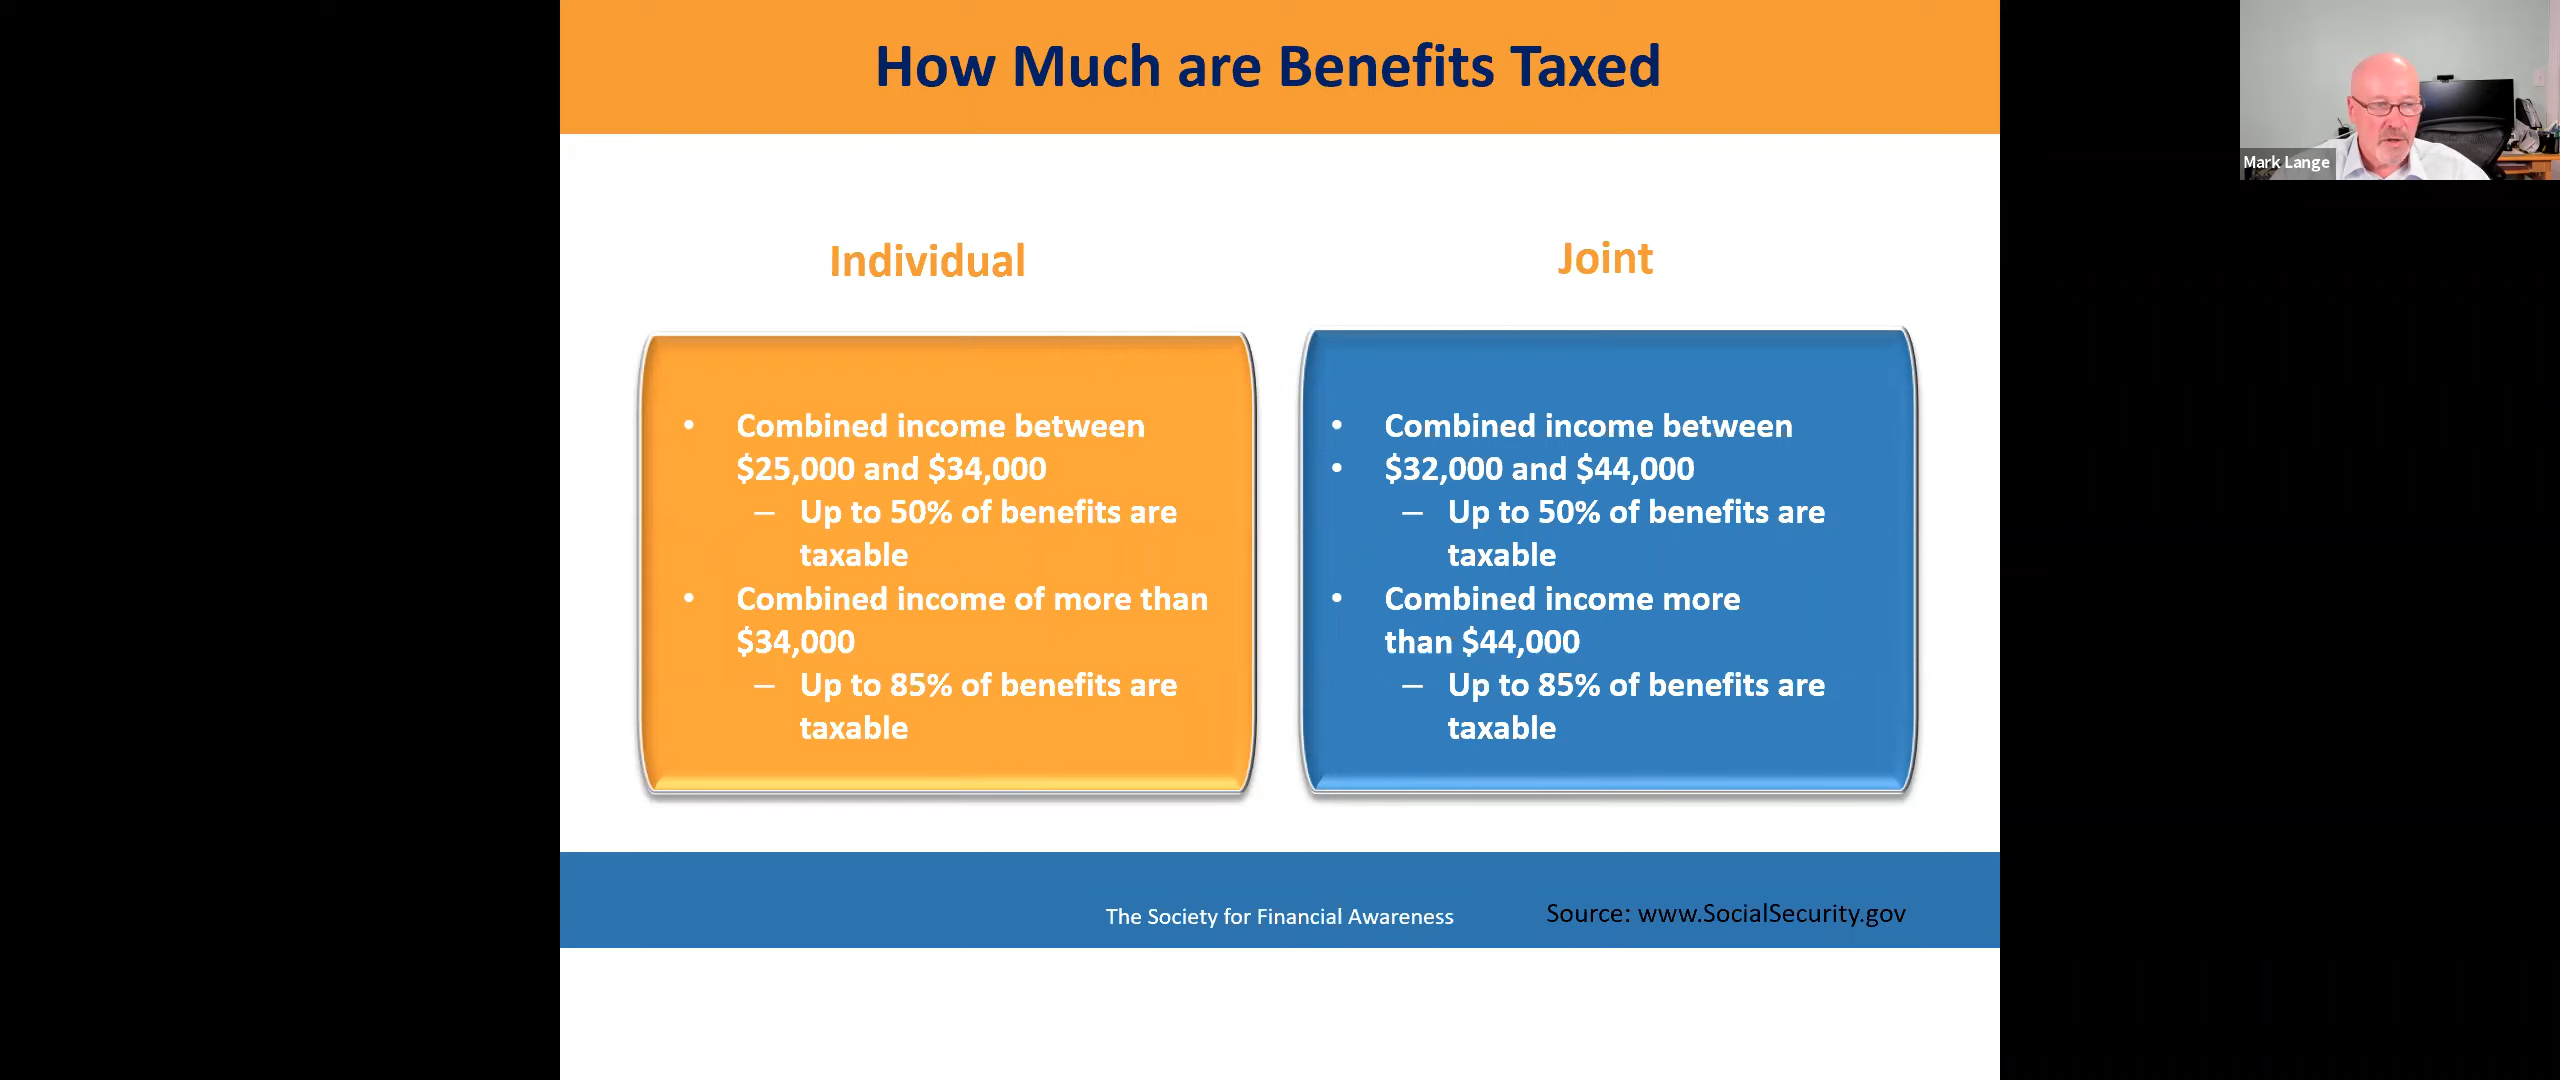 How Much are Benefits Taxed
Mark Lange
Individual
• Combined income between
$25,000 and $34,000
– Up to 50% of benefits are
taxable
• Combined income of more than
$34,000
– Up to 85% of benefits are
taxable
Joint
• Combined income between
• $32,000 and $44,000
– Up to 50% of benefits are
taxable
• Combined income more
than $44,000
– Up to 85% of benefits are
taxable
The Society for Financial Awareness
Source: www.SocialSecurity.gov